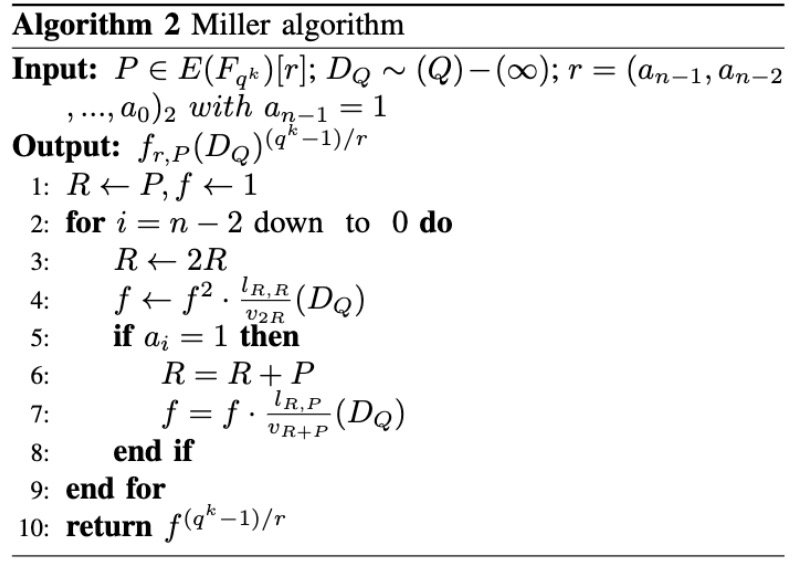 Algorithm 2 Miller algorithm
Input: P ∈ E(F_{q^k})[r]; D_Q ∼ (Q)−(∞); r = (a_{n−1}, a_{n−2}
, ..., a_0)_2 with a_{n−1} = 1
Output: f_{r,P}(D_Q)^{(q^k−1)/r}
1: R ← P, f ← 1
2: for i = n − 2 down to 0 do
3: R ← 2R
4: f ← f^2 · \frac{l_{R,R}}{v_{2R}}(D_Q)
5: if a_i = 1 then
6: R = R + P
7: f = f · \frac{l_{R,P}}{v_{R+P}}(D_Q)
8: end if
9: end for
10: return f^{(q^k−1)/r}